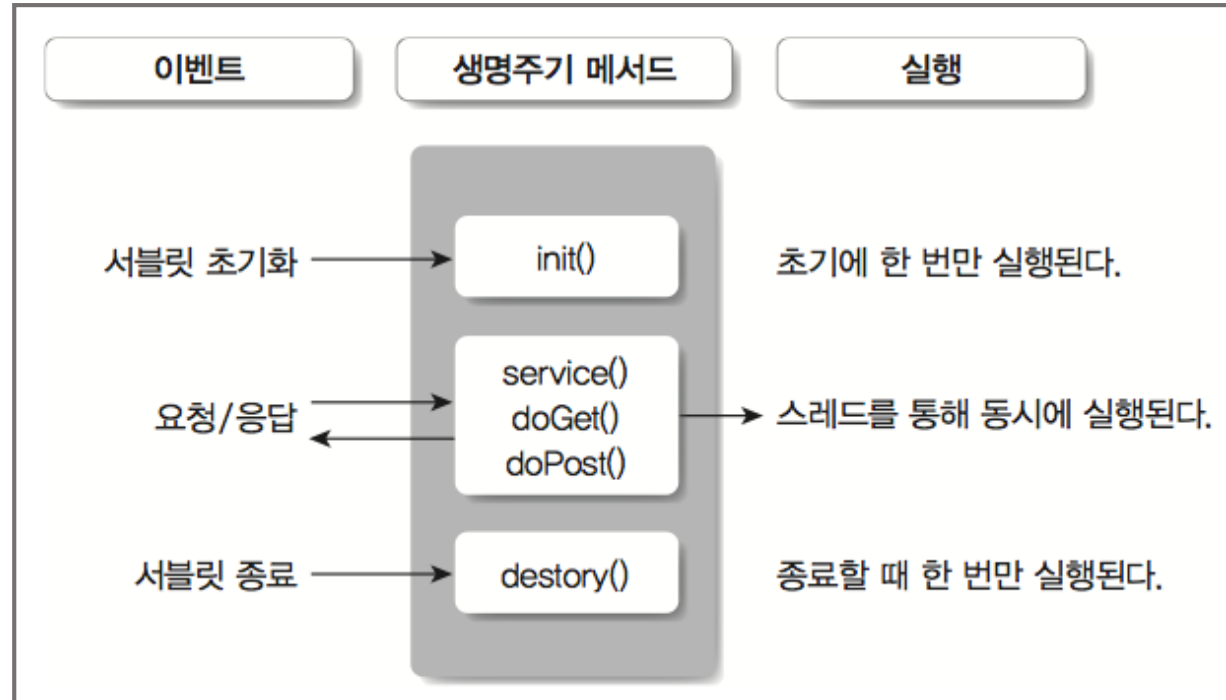 이벤트
생명주기 메서드
실행
서블릿 초기화
init()
초기에 한 번만 실행된다.
요청/응답
service()
doGet()
doPost()
스레드를 통해 동시에 실행된다.
서블릿 종료
destory()
종료할 때 한 번만 실행된다.